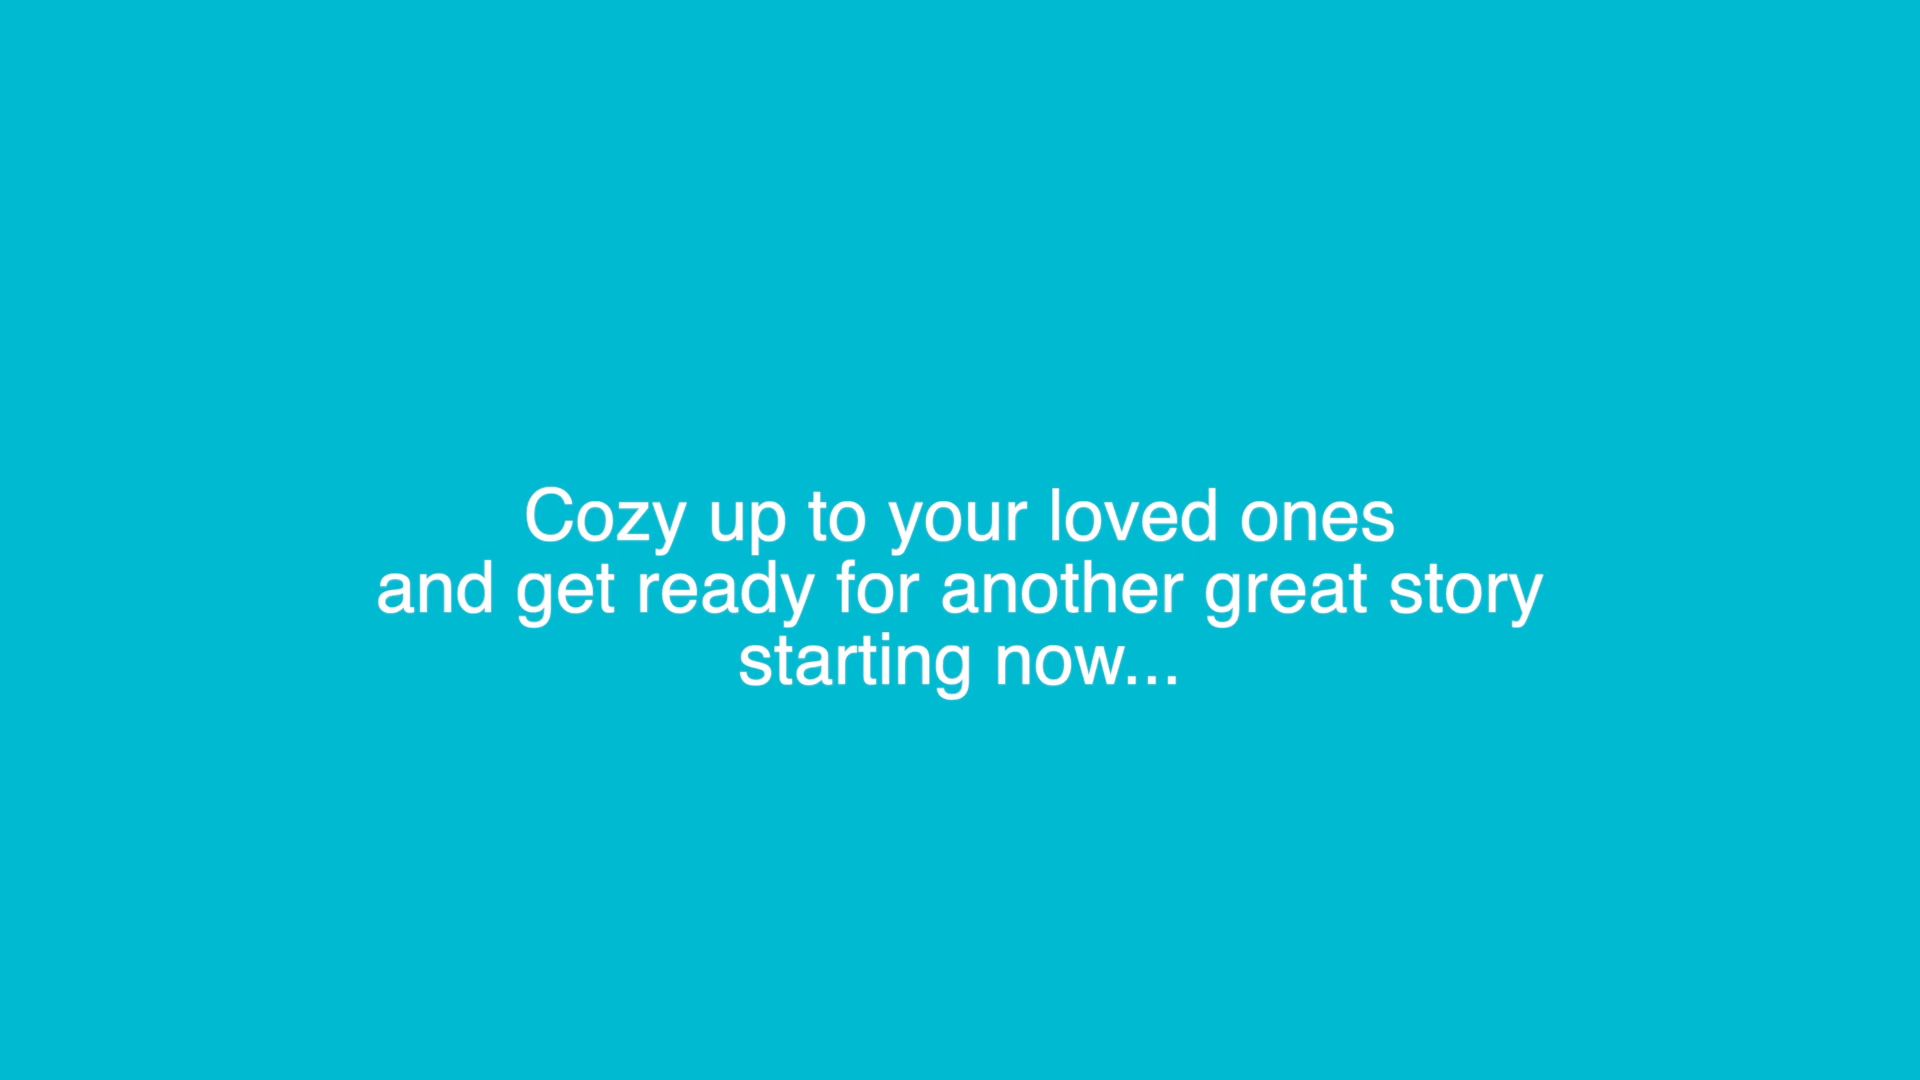 Cozy up to your loved ones
and get ready for another great story
starting now...